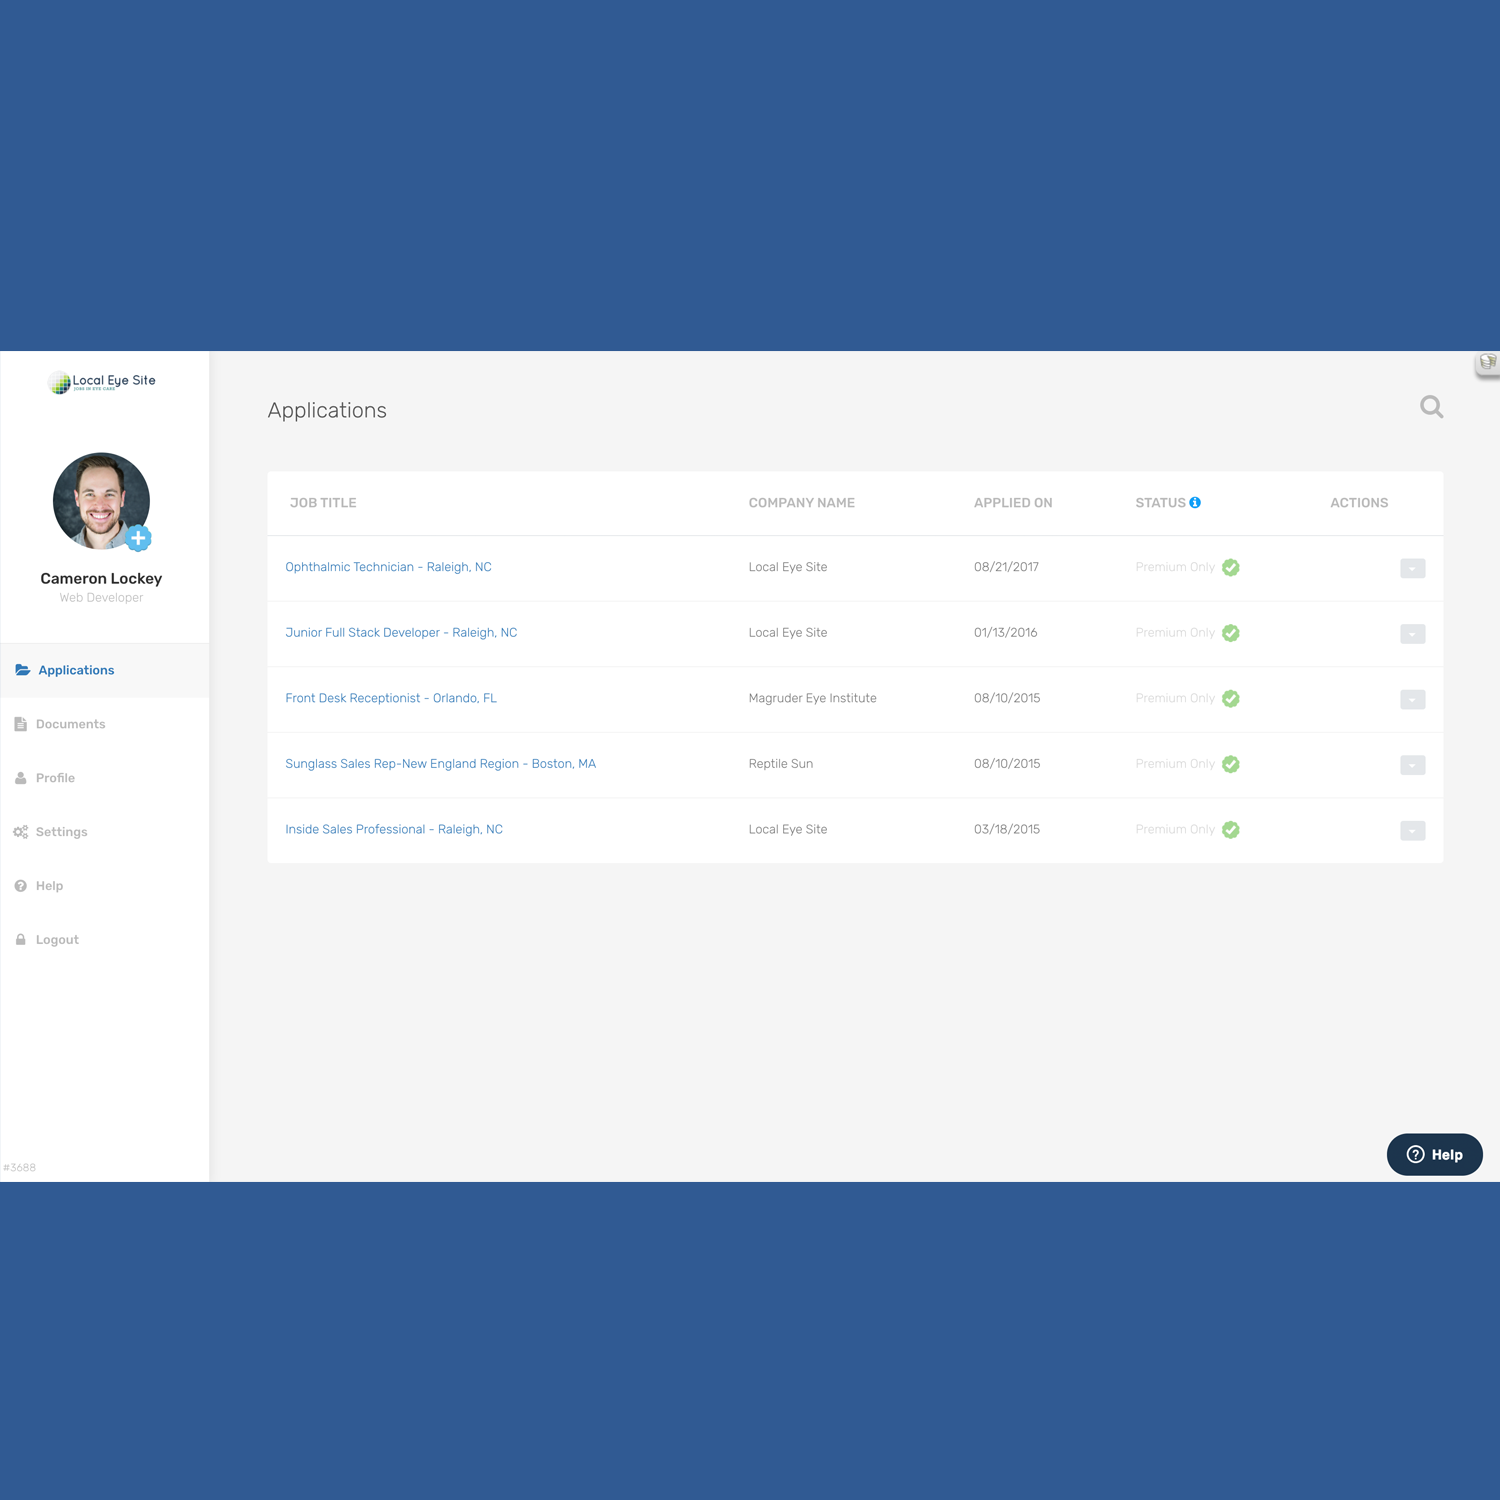 Local Eye Site
JOBS IN EYE CARE
Cameron Lockey
Web Developer
Applications
Documents
Profile
Settings
Help
Logout
#3688
Applications
JOB TITLE COMPANY NAME APPLIED ON STATUS ACTIONS
Ophthalmic Technician - Raleigh, NC Local Eye Site 08/21/2017 Premium Only
Junior Full Stack Developer - Raleigh, NC Local Eye Site 01/13/2016 Premium Only
Front Desk Receptionist - Orlando, FL Magruder Eye Institute 08/10/2015 Premium Only
Sunglass Sales Rep-New England Region - Boston, MA Reptile Sun 08/10/2015 Premium Only
Inside Sales Professional - Raleigh, NC Local Eye Site 03/18/2015 Premium Only
Help